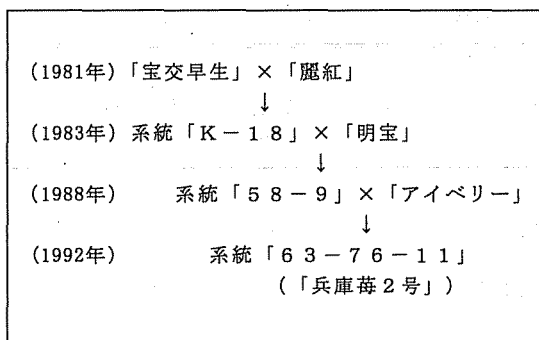 (1981年)「宝交早生」×「麗紅」
↓
(1983年) 系統「K－18」×「明宝」
↓
(1988年) 系統「58－9」×「アイベリー」
↓
(1992年) 系統「63－76－11」
(「兵庫苺2号」)